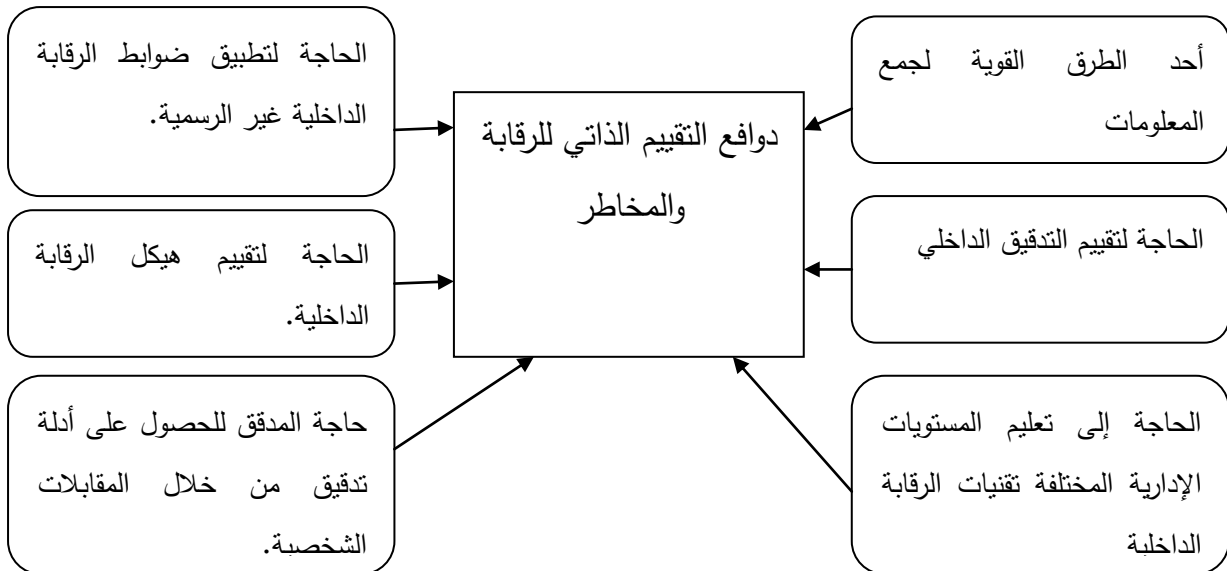 أحد الطرق القوية لجمع
المعلومات
الحاجة لتقييم التدقيق الداخلي
الحاجة إلى تعليم المستويات
الإدارية المختلفة تقنيات الرقابة
الداخلية
دوافع التقييم الذاتي للرقابة
والمخاطر
الحاجة لتطبيق ضوابط الرقابة
الداخلية غير الرسمية.
الحاجة لتقييم هيكل الرقابة
الداخلية.
حاجة المدقق للحصول على أدلة
تدقيق من خلال المقابلات
الشخصية.